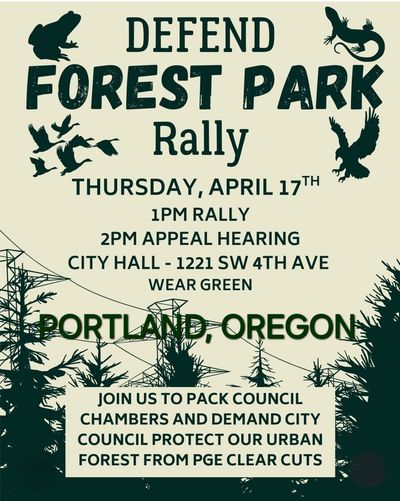 DEFEND
FOREST PARK
Rally
THURSDAY, APRIL 17TH
1PM RALLY
2PM APPEAL HEARING
CITY HALL - 1221 SW 4TH AVE
WEAR GREEN
PORTLAND, OREGON
JOIN US TO PACK COUNCIL
CHAMBERS AND DEMAND CITY
COUNCIL PROTECT OUR URBAN
FOREST FROM PGE CLEAR CUTS